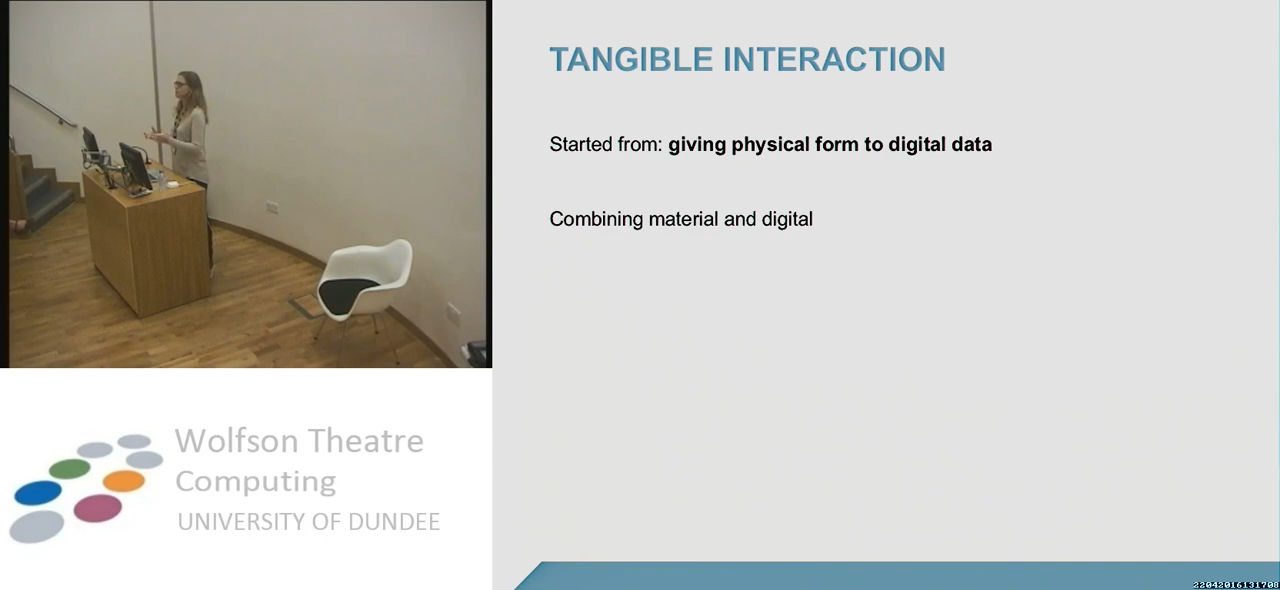 TANGIBLE INTERACTION
Started from: giving physical form to digital data
Combining material and digital
Wolfson Theatre
Computing
UNIVERSITY OF DUNDEE
22042016131708